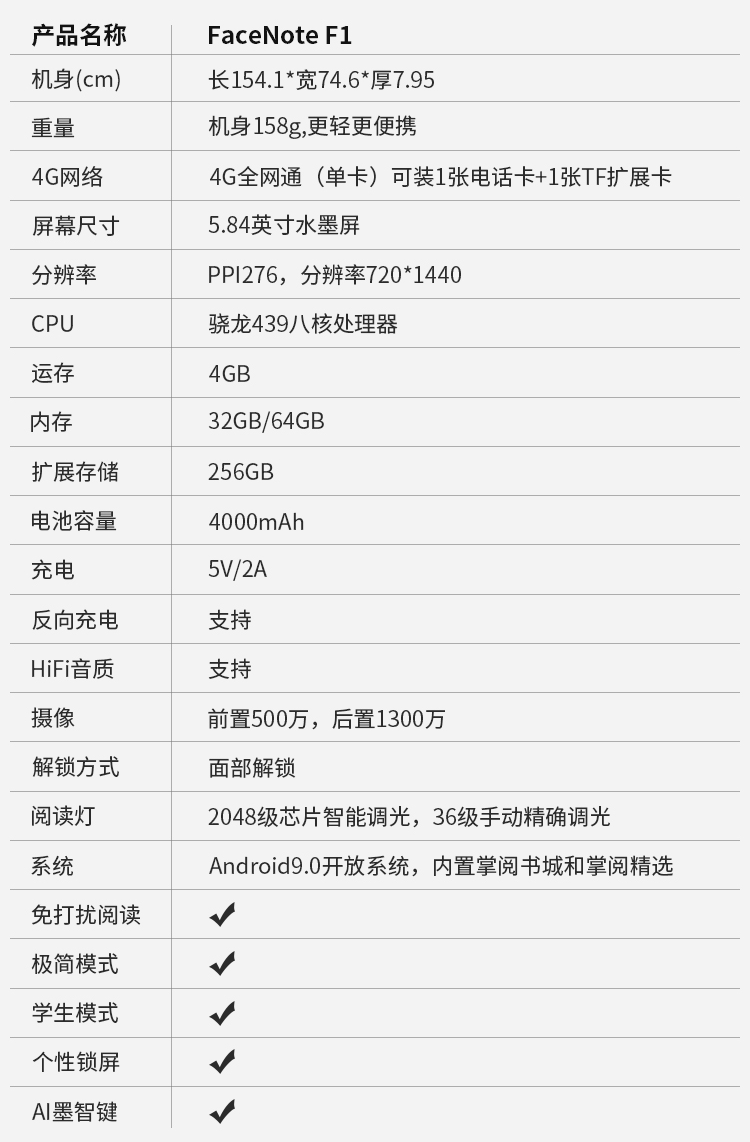 产品名称 FaceNote F1
机身(cm) 长154.1*宽74.6*厚7.95
重量 机身158g,更轻更便携
4G网络 4G全网通（单卡）可装1张电话卡+1张TF扩展卡
屏幕尺寸 5.84英寸水墨屏
分辨率 PPI276，分辨率720*1440
CPU 骁龙439八核处理器
运存 4GB
内存 32GB/64GB
扩展存储 256GB
电池容量 4000mAh
充电 5V/2A
反向充电 支持
HiFi音质 支持
摄像 前置500万，后置1300万
解锁方式 面部解锁
阅读灯 2048级芯片智能调光，36级手动精确调光
系统 Android9.0开放系统，内置掌阅书城和掌阅精选
免打扰阅读
极简模式
学生模式
个性锁屏
AI墨智键